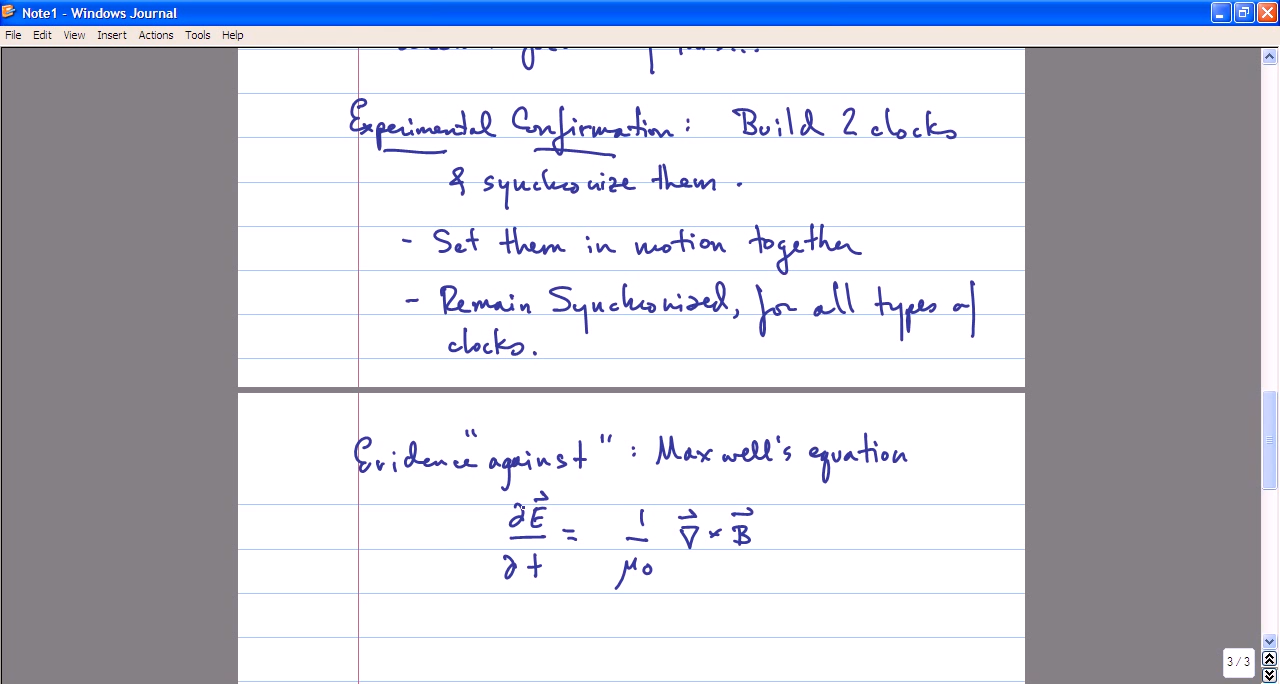 Note1 - Windows Journal
File Edit View Insert Actions Tools Help
Experimental Confirmation: Build 2 clocks
& synchronize them.
- Set them in motion together
- Remain Synchronized, for all types of
clocks.
Evidence "against": Maxwell's equation
∂E⃗/∂t = 1/μ₀ ∇⃗ × B⃗
3 / 3